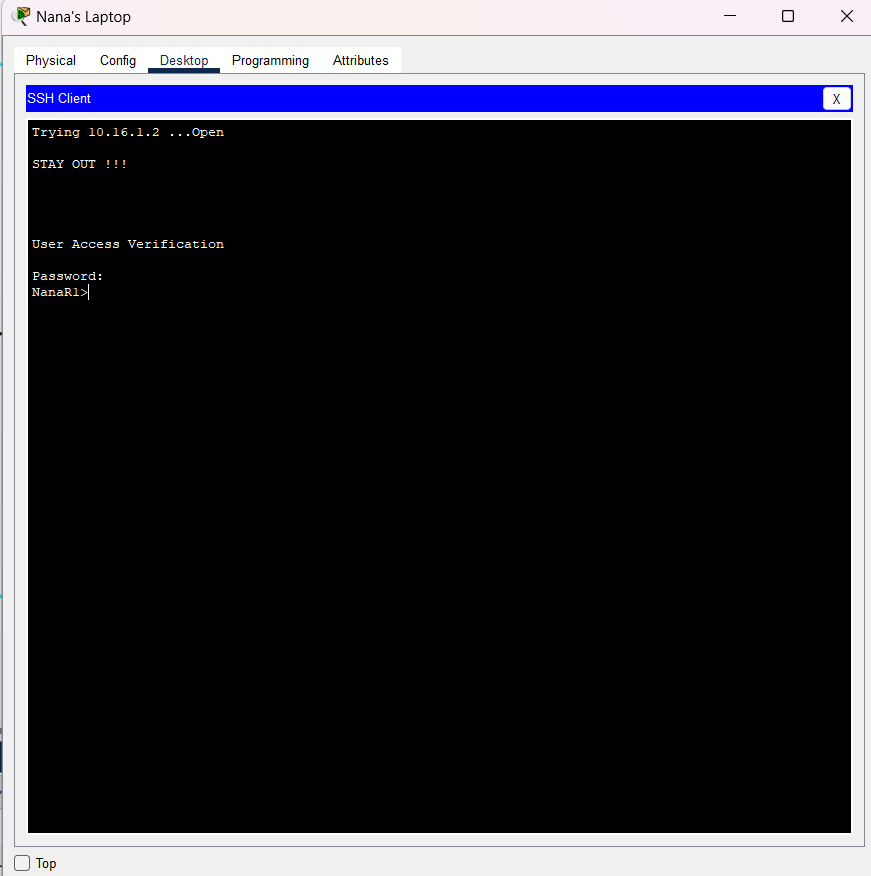 Nana's Laptop
Physical Config Desktop Programming Attributes
SSH Client X
Trying 10.16.1.2 ...Open
STAY OUT !!!
User Access Verification
Password:
NanaR1>
Top